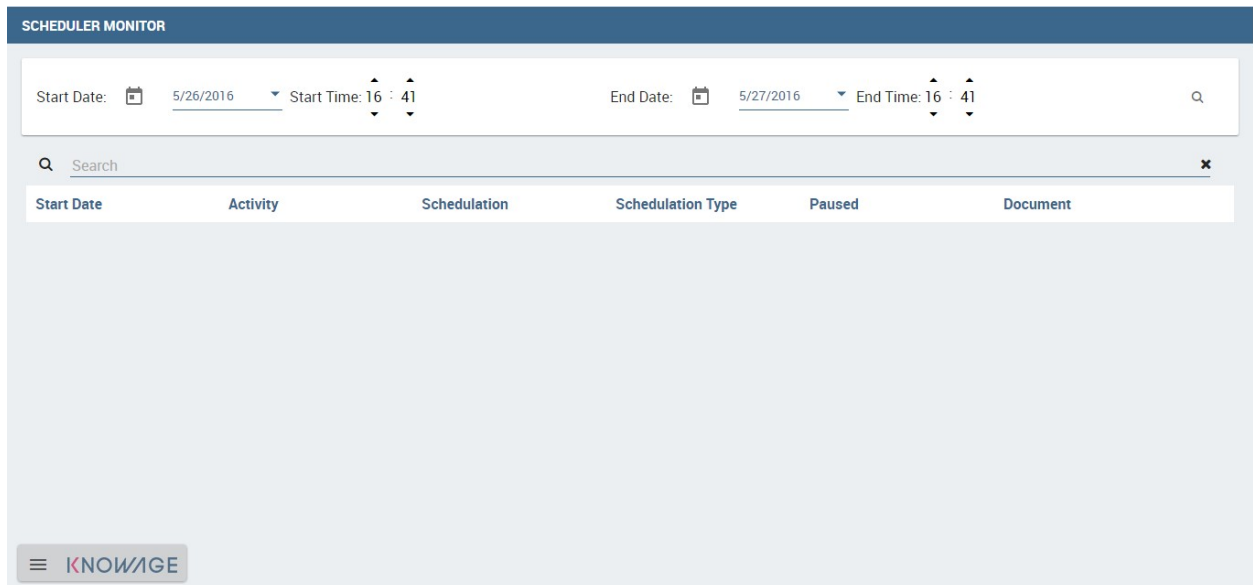 SCHEDULER MONITOR
Start Date: 5/26/2016 Start Time: 16 : 41 End Date: 5/27/2016 End Time: 16 : 41
Search
Start Date Activity Schedulation Schedulation Type Paused Document
KNOWAGE